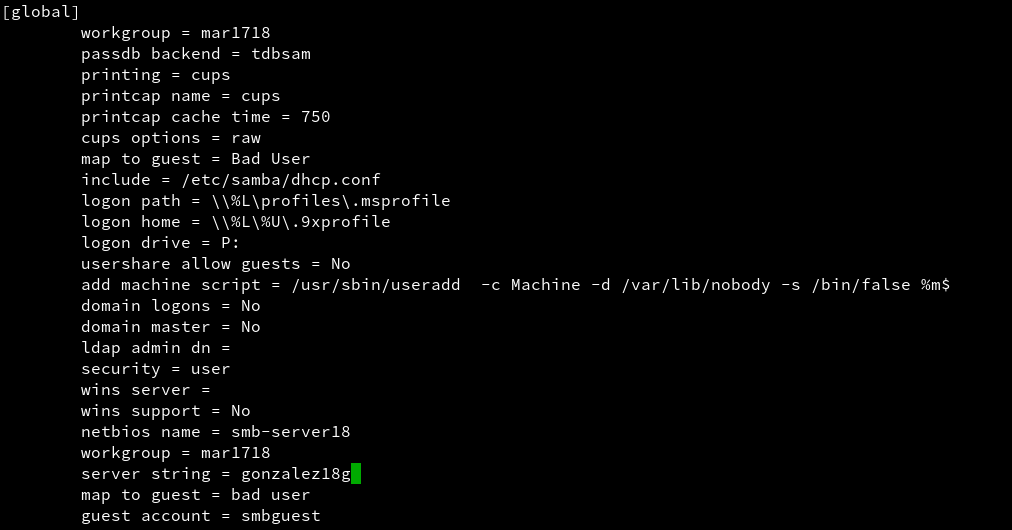 [global]
workgroup = mar1718
passdb backend = tdbsam
printing = cups
printcap name = cups
printcap cache time = 750
cups options = raw
map to guest = Bad User
include = /etc/samba/dhcp.conf
logon path = \\%L\profiles\.msprofile
logon home = \\%L\%U\.9xprofile
logon drive = P:
usershare allow guests = No
add machine script = /usr/sbin/useradd  -c Machine -d /var/lib/nobody -s /bin/false %m$
domain logons = No
domain master = No
ldap admin dn =
security = user
wins server =
wins support = No
netbios name = smb-server18
workgroup = mar1718
server string = gonzalez18g
map to guest = bad user
guest account = smbguest